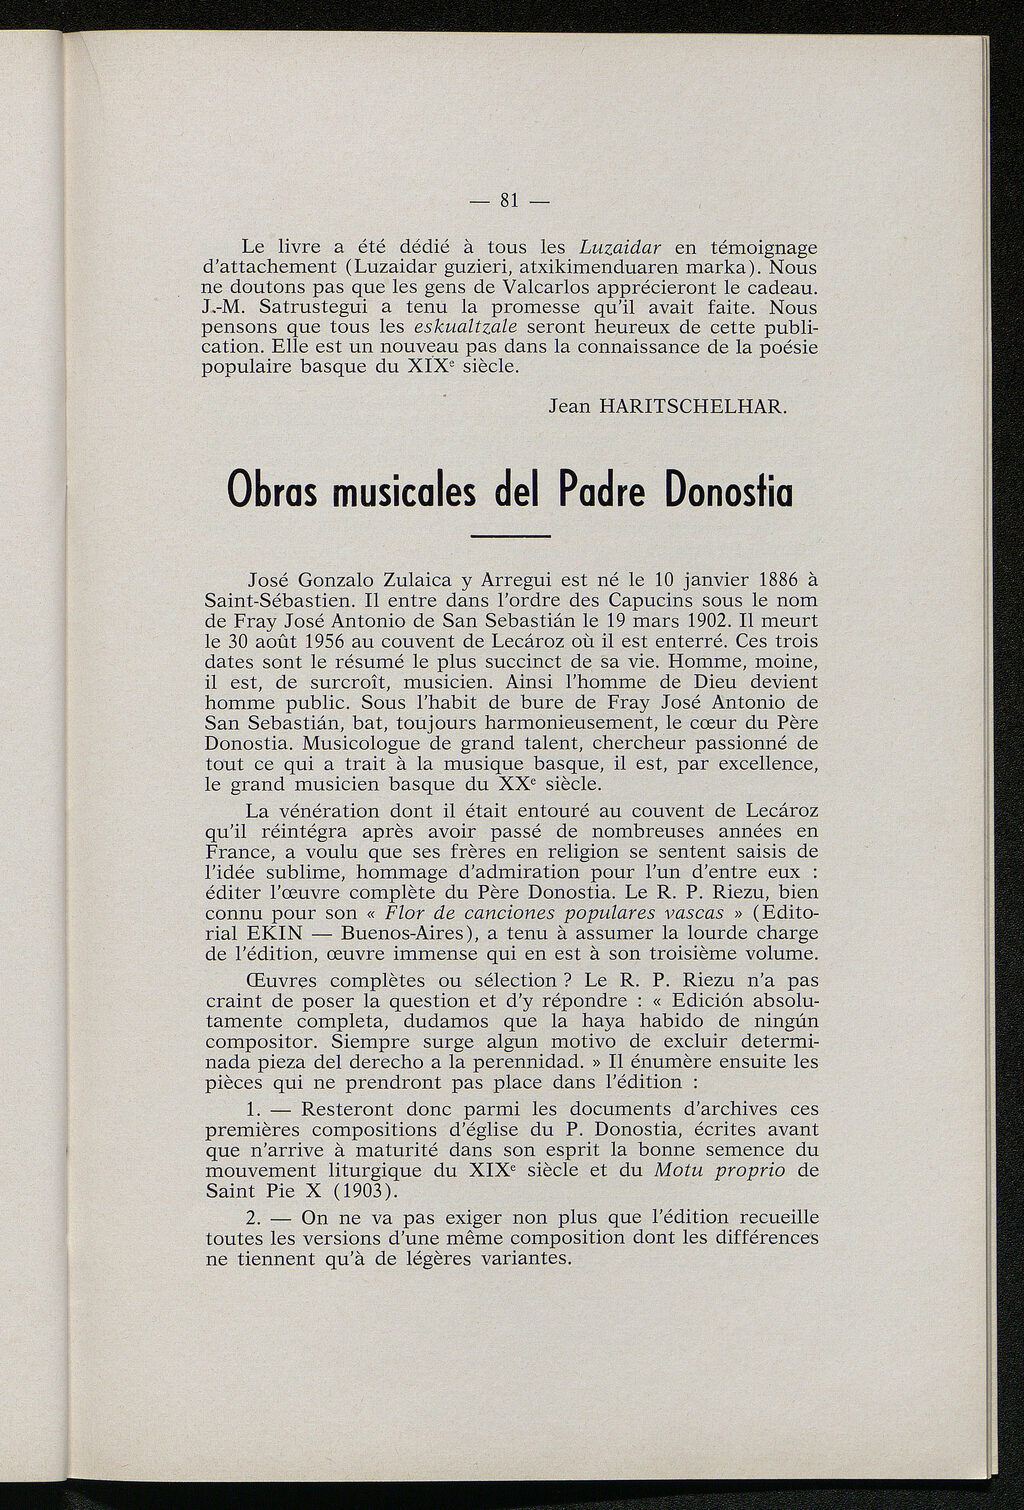 — 81 —
Le livre a été dédié à tous les Luzaidar en témoignage
d'attachement (Luzaidar guzieri, atxikimenduaren marka). Nous
ne doutons pas que les gens de Valcarlos apprécieront le cadeau.
J.-M. Satrustegui a tenu la promesse qu'il avait faite. Nous
pensons que tous les eskualtzale seront heureux de cette publi-
cation. Elle est un nouveau pas dans la connaissance de la poésie
populaire basque du XIXe siècle.
Jean HARITSCHELHAR.
Obras musicales del Padre Donostia
José Gonzalo Zulaica y Arregui est né le 10 janvier 1886 à
Saint-Sébastien. Il entre dans l'ordre des Capucins sous le nom
de Fray José Antonio de San Sebastián le 19 mars 1902. Il meurt
le 30 août 1956 au couvent de Lecároz où il est enterré. Ces trois
dates sont le résumé le plus succinct de sa vie. Homme, moine,
il est, de surcroît, musicien. Ainsi l'homme de Dieu devient
homme public. Sous l'habit de bure de Fray José Antonio de
San Sebastián, bat, toujours harmonieusement, le cœur du Père
Donostia. Musicologue de grand talent, chercheur passionné de
tout ce qui a trait à la musique basque, il est, par excellence,
le grand musicien basque du XXe siècle.
La vénération dont il était entouré au couvent de Lecároz
qu'il réintégra après avoir passé de nombreuses années en
France, a voulu que ses frères en religion se sentent saisis de
l'idée sublime, hommage d'admiration pour l'un d'entre eux :
éditer l'œuvre complète du Père Donostia. Le R. P. Riezu, bien
connu pour son « Flor de canciones populares vascas » (Edito-
rial EKIN — Buenos-Aires), a tenu à assumer la lourde charge
de l'édition, œuvre immense qui en est à son troisième volume.
Œuvres complètes ou sélection ? Le R. P. Riezu n'a pas
craint de poser la question et d'y répondre : « Edición absolu-
tamente completa, dudamos que la haya habido de ningún
compositor. Siempre surge algun motivo de excluir determi-
nada pieza del derecho a la perennidad. » Il énumère ensuite les
pièces qui ne prendront pas place dans l'édition :
1. — Resteront donc parmi les documents d'archives ces
premières compositions d'église du P. Donostia, écrites avant
que n'arrive à maturité dans son esprit la bonne semence du
mouvement liturgique du XIXe siècle et du Motu proprio de
Saint Pie X (1903).
2. — On ne va pas exiger non plus que l'édition recueille
toutes les versions d'une même composition dont les différences
ne tiennent qu'à de légères variantes.